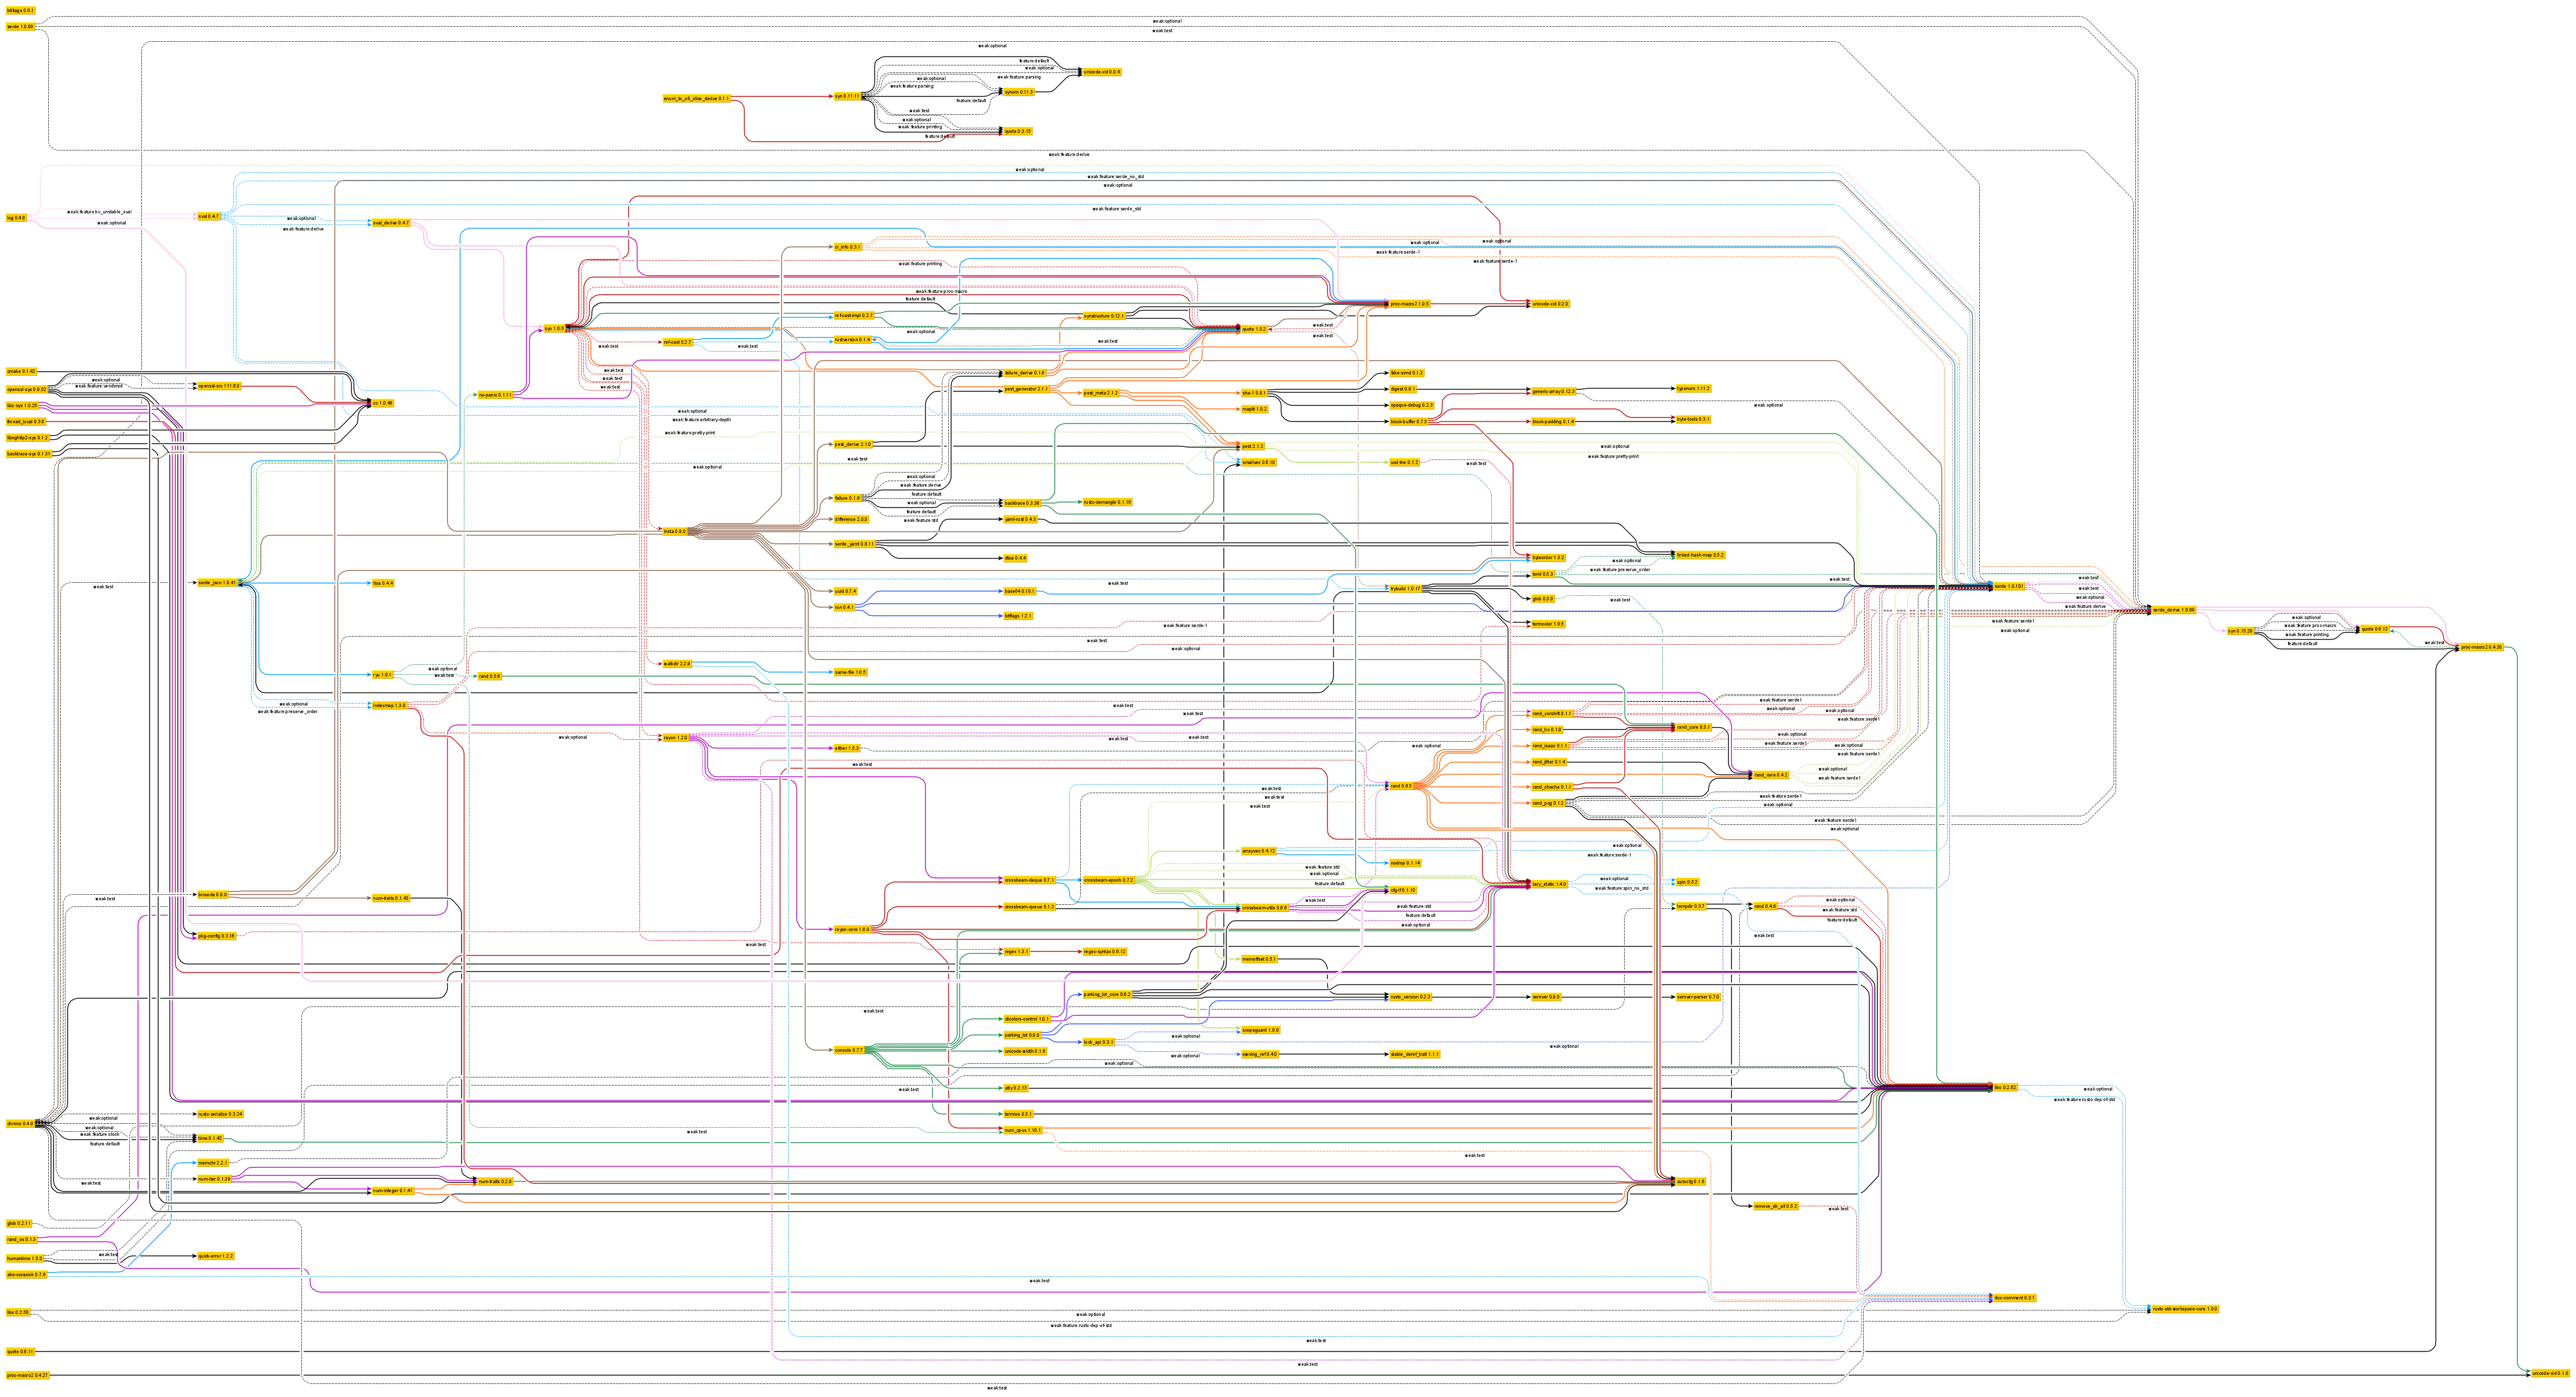 bitflags 0.9.1
serde 1.0.88
weak:optional
weak:test
weak:optional
feature:default
weak:optional
unicode-xid 0.0.4
weak:feature:parsing
weak:optional
weak:feature:parsing
synom 0.11.3
enum_to_u8_slice_derive 0.1.1
syn 0.11.11
feature:default
weak:test
weak:optional
weak:feature:printing
quote 0.3.15
feature:default
weak:feature:derive
weak:optional
weak:feature:serde_no_std
weak:optional
log 0.4.8
weak:feature:kv_unstable_sval
weak:optional
sval 0.4.7
weak:optional
weak:feature:derive
sval_derive 0.4.7
weak:feature:serde_std
ci_info 0.3.1
weak:optional
weak:optional
weak:feature:serde-1
weak:feature:serde-1
weak:feature:printing
weak:feature:proc-macro
feature:default
proc-macro2 1.0.5
unicode-xid 0.2.0
ref-cast-impl 0.2.7
synstructure 0.12.1
syn 1.0.5
weak:optional
quote 1.0.2
weak:test
weak:test
ref-cast 0.2.7
weak:test
rustversion 0.1.4
weak:test
cmake 0.1.42
openssl-sys 0.9.52
weak:optional
weak:feature:vendored
openssl-src 111.6.0
libz-sys 1.0.25
cc 1.0.46
thread_local 0.3.6
libnghttp2-sys 0.1.2
backtrace-sys 0.1.31
no-panic 0.1.11
weak:test
weak:test
weak:test
failure_derive 0.1.6
pest_generator 2.1.1
pest_meta 2.1.2
sha-1 0.8.1
fake-simd 0.1.2
digest 0.8.1
generic-array 0.12.3
typenum 1.11.2
weak:optional
opaque-debug 0.2.3
maplit 1.0.2
block-buffer 0.7.3
block-padding 0.1.4
byte-tools 0.3.1
weak:optional
weak:feature:arbitrary-depth
weak:feature:pretty-print
pest_derive 2.1.0
pest 2.1.2
weak:optional
weak:feature:pretty-print
weak:test
weak:optional
smallvec 0.6.10
ucd-trie 0.1.2
weak:test
weak:optional
weak:feature:derive
failure 0.1.6
feature:default
weak:optional
feature:default
weak:feature:std
backtrace 0.3.38
rustc-demangle 0.1.16
difference 2.0.0
yaml-rust 0.4.3
insta 0.8.0
serde_yaml 0.8.11
dtoa 0.4.4
byteorder 1.3.2
linked-hash-map 0.5.2
weak:optional
weak:feature:preserve_order
toml 0.5.3
weak:test
weak:test
serde_json 1.0.41
itoa 0.4.4
weak:test
uuid 0.7.4
base64 0.10.1
trybuild 1.0.17
glob 0.3.0
weak:test
serde 1.0.101
weak:test
weak:test
weak:optional
weak:feature:derive
ron 0.4.1
bitflags 1.2.1
termcolor 1.0.5
serde_derive 1.0.88
weak:feature:serde1
weak:optional
syn 0.15.29
weak:optional
weak:feature:proc-macro
weak:feature:printing
feature:default
quote 0.6.13
weak:test
proc-macro2 0.4.30
weak:feature:serde-1
weak:test
weak:optional
walkdir 2.2.9
same-file 1.0.5
ryu 1.0.1
weak:optional
weak:test
rand 0.5.6
weak:optional
weak:feature:preserve_order
indexmap 1.3.0
weak:optional
rayon 1.2.0
weak:test
weak:test
either 1.5.3
weak:test
weak:optional
weak:test
rand_xorshift 0.1.1
weak:feature:serde1
weak:optional
weak:optional
weak:feature:serde1
rand_hc 0.1.0
rand_core 0.3.1
rand_isaac 0.1.1
weak:feature:serde1
weak:optional
weak:feature:serde1
rand_jitter 0.1.4
weak:optional
weak:feature:serde1
rand_core 0.4.2
rand 0.6.5
rand_chacha 0.1.1
rand_pcg 0.1.2
weak:feature:serde1
weak:optional
weak:feature:serde1
weak:optional
weak:test
weak:test
weak:test
arrayvec 0.4.12
weak:optional
weak:feature:serde-1
nodrop 0.1.14
weak:feature:std
weak:optional
feature:default
crossbeam-deque 0.7.1
crossbeam-epoch 0.7.2
cfg-if 0.1.10
lazy_static 1.4.0
weak:optional
weak:feature:spin_no_std
spin 0.5.2
bincode 0.8.0
weak:test
num-traits 0.1.43
crossbeam-queue 0.1.2
crossbeam-utils 0.6.6
weak:test
weak:feature:std
feature:default
weak:optional
tempdir 0.3.7
rand 0.4.6
weak:optional
weak:feature:std
feature:default
weak:test
pkg-config 0.3.16
rayon-core 1.6.0
weak:test
regex 1.3.1
regex-syntax 0.6.12
memoffset 0.5.1
parking_lot_core 0.6.2
rustc_version 0.2.3
semver 0.9.0
semver-parser 0.7.0
weak:test
clicolors-control 1.0.1
scopeguard 1.0.0
parking_lot 0.9.0
weak:optional
lock_api 0.3.1
weak:optional
weak:optional
console 0.7.7
unicode-width 0.1.6
owning_ref 0.4.0
stable_deref_trait 1.1.1
weak:optional
weak:test
atty 0.2.13
libc 0.2.62
weak:optional
weak:feature:rustc-dep-of-std
termios 0.3.1
num_cpus 1.10.1
weak:test
weak:test
rustc-serialize 0.3.24
weak:optional
chrono 0.4.9
weak:optional
weak:feature:clock
feature:default
time 0.1.42
memchr 2.2.1
num-iter 0.1.39
weak:test
num-integer 0.1.41
num-traits 0.2.8
autocfg 0.1.6
remove_dir_all 0.5.2
weak:test
glob 0.2.11
rand_os 0.1.3
humantime 1.3.0
weak:test
quick-error 1.2.2
aho-corasick 0.7.6
weak:test
doc-comment 0.3.1
rustc-std-workspace-core 1.0.0
libc 0.2.50
weak:optional
weak:feature:rustc-dep-of-std
weak:test
quote 0.6.11
weak:test
proc-macro2 0.4.27
unicode-xid 0.1.0
weak:test